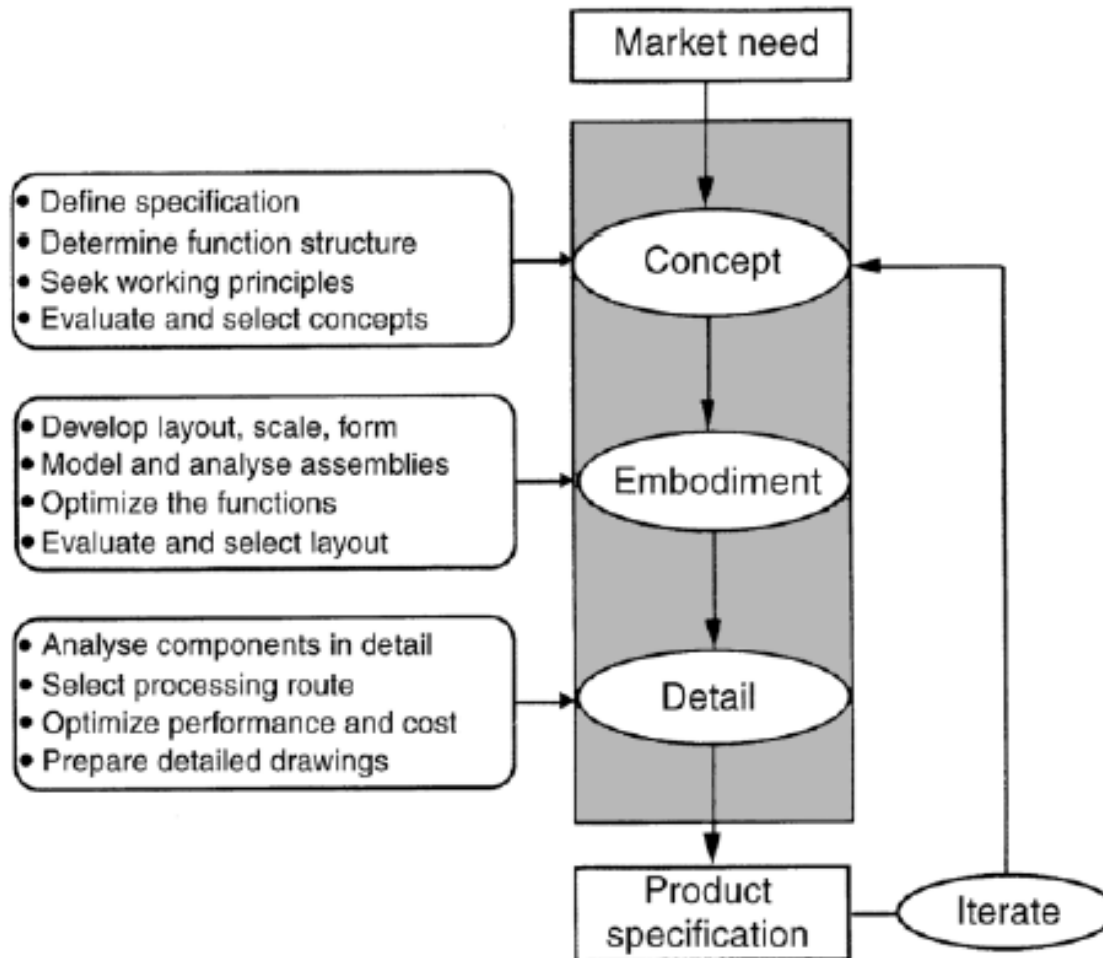 Market need
• Define specification
• Determine function structure
• Seek working principles
• Evaluate and select concepts
Concept
• Develop layout, scale, form
• Model and analyse assemblies
• Optimize the functions
• Evaluate and select layout
Embodiment
• Analyse components in detail
• Select processing route
• Optimize performance and cost
• Prepare detailed drawings
Detail
Product
specification
Iterate